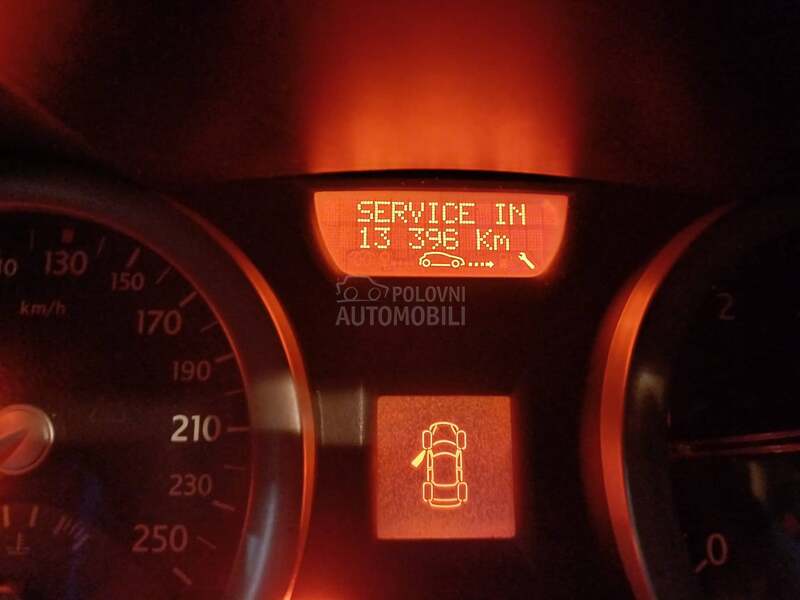 SERVICE IN
13 396 Km
POLOVNI
AUTOMOBILI
130
150
km/h
170
190
210
230
250
2
0